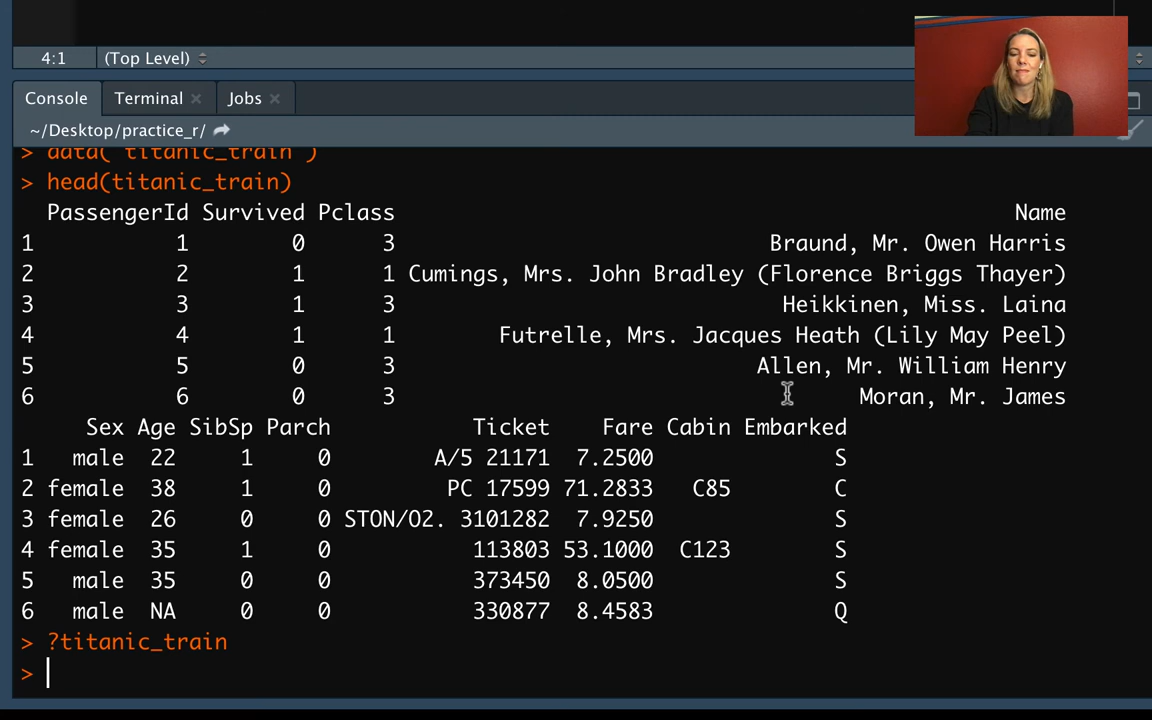 4:1 (Top Level)
Console Terminal Jobs
~/Desktop/practice_r/
> data("titanic_train")
> head(titanic_train)
PassengerId Survived Pclass Name
1 1 0 3 Braund, Mr. Owen Harris
2 2 1 1 Cumings, Mrs. John Bradley (Florence Briggs Thayer)
3 3 1 3 Heikkinen, Miss. Laina
4 4 1 1 Futrelle, Mrs. Jacques Heath (Lily May Peel)
5 5 0 3 Allen, Mr. William Henry
6 6 0 3 Moran, Mr. James
Sex Age SibSp Parch Ticket Fare Cabin Embarked
1 male 22 1 0 A/5 21171 7.2500 S
2 female 38 1 0 PC 17599 71.2833 C85 C
3 female 26 0 0 STON/O2. 3101282 7.9250 S
4 female 35 1 0 113803 53.1000 C123 S
5 male 35 0 0 373450 8.0500 S
6 male NA 0 0 330877 8.4583 Q
> ?titanic_train
>